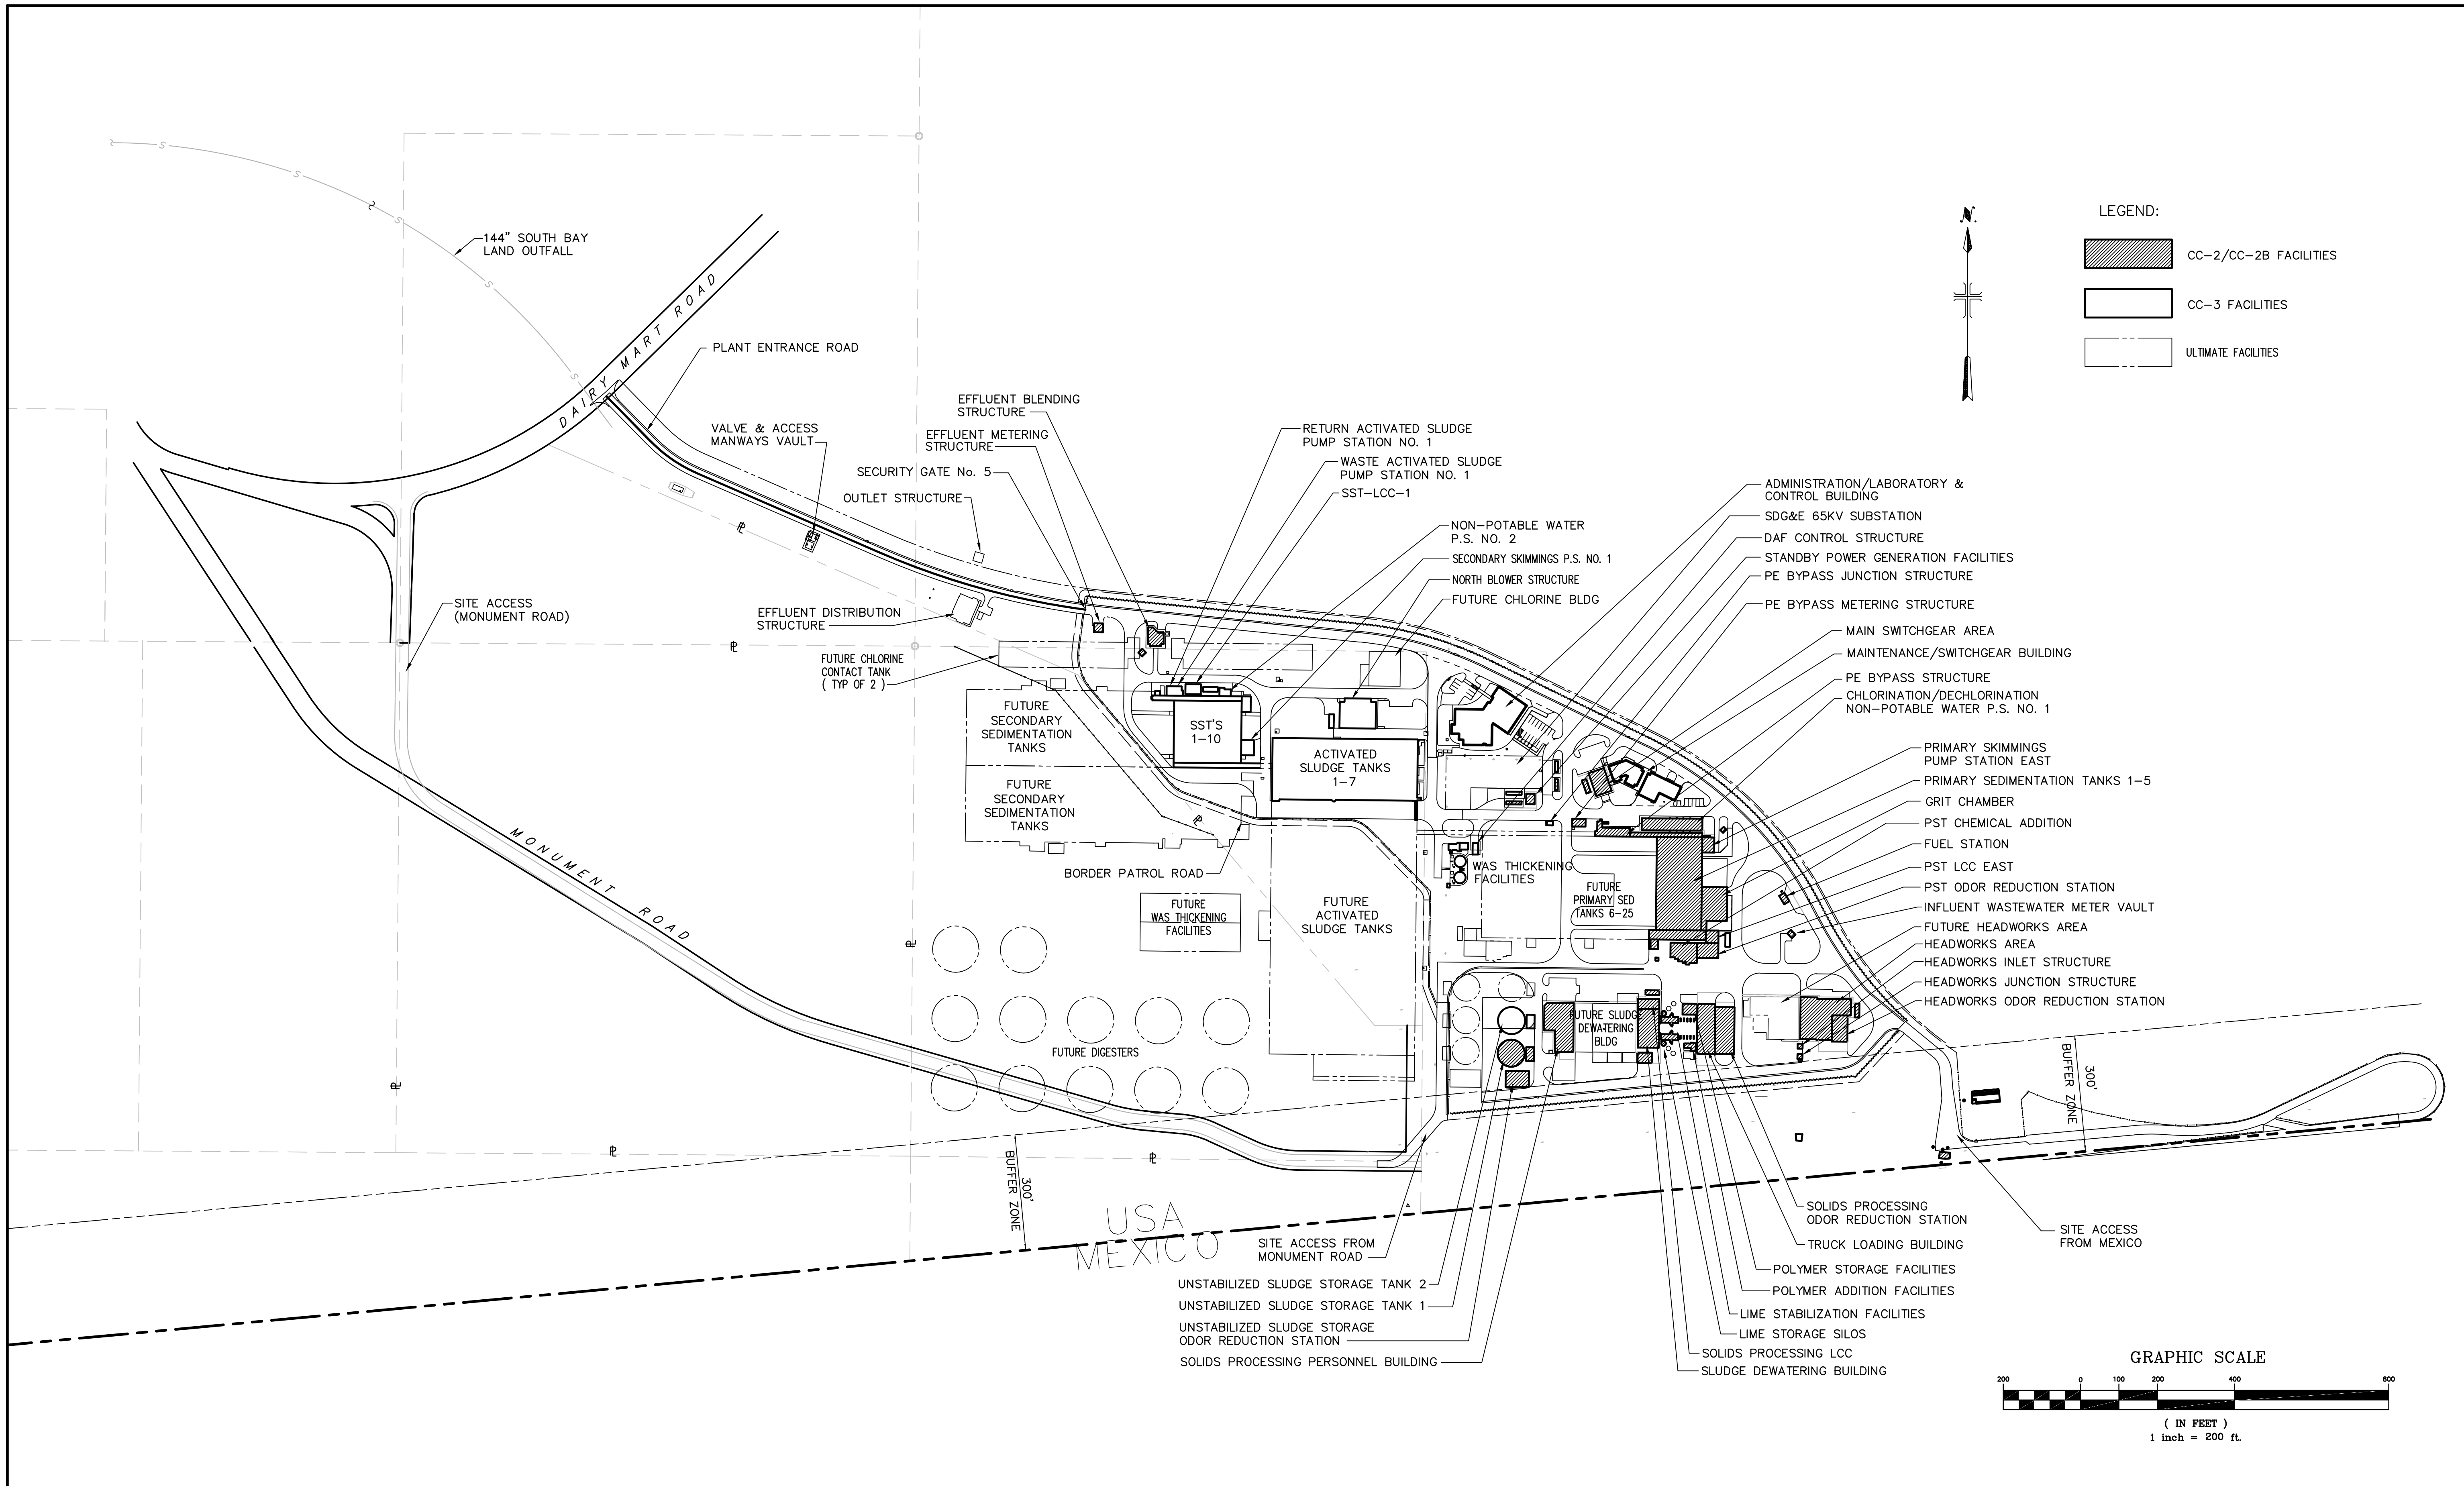 N.
LEGEND:
CC-2/CC-2B FACILITIES
CC-3 FACILITIES
ULTIMATE FACILITIES
S
S
S
S
S
144" SOUTH BAY
LAND OUTFALL
DAIRY MART ROAD
PLANT ENTRANCE ROAD
VALVE & ACCESS
MANWAYS VAULT
EFFLUENT BLENDING
STRUCTURE
EFFLUENT METERING
STRUCTURE
SECURITY GATE No. 5
OUTLET STRUCTURE
EFFLUENT DISTRIBUTION
STRUCTURE
FUTURE CHLORINE
CONTACT TANK
( TYP OF 2 )
SITE ACCESS
(MONUMENT ROAD)
RETURN ACTIVATED SLUDGE
PUMP STATION NO. 1
WASTE ACTIVATED SLUDGE
PUMP STATION NO. 1
SST-LCC-1
NON-POTABLE WATER
P.S. NO. 2
SECONDARY SKIMMINGS P.S. NO. 1
NORTH BLOWER STRUCTURE
FUTURE CHLORINE BLDG
ADMINISTRATION/LABORATORY &
CONTROL BUILDING
SDG&E 65KV SUBSTATION
DAF CONTROL STRUCTURE
STANDBY POWER GENERATION FACILITIES
PE BYPASS JUNCTION STRUCTURE
PE BYPASS METERING STRUCTURE
MAIN SWITCHGEAR AREA
MAINTENANCE/SWITCHGEAR BUILDING
PE BYPASS STRUCTURE
CHLORINATION/DECHLORINATION
NON-POTABLE WATER P.S. NO. 1
PRIMARY SKIMMINGS
PUMP STATION EAST
PRIMARY SEDIMENTATION TANKS 1-5
GRIT CHAMBER
PST CHEMICAL ADDITION
FUEL STATION
PST LCC EAST
PST ODOR REDUCTION STATION
INFLUENT WASTEWATER METER VAULT
FUTURE HEADWORKS AREA
HEADWORKS AREA
HEADWORKS INLET STRUCTURE
HEADWORKS JUNCTION STRUCTURE
HEADWORKS ODOR REDUCTION STATION
FUTURE
SECONDARY
SEDIMENTATION
TANKS
FUTURE
SECONDARY
SEDIMENTATION
TANKS
SST'S
1-10
ACTIVATED
SLUDGE TANKS
1-7
BORDER PATROL ROAD
FUTURE
WAS THICKENING
FACILITIES
FUTURE
ACTIVATED
SLUDGE TANKS
WAS THICKENING
FACILITIES
FUTURE
PRIMARY SED
TANKS 6-25
FUTURE SLUDGE
DEWATERING
BLDG
FUTURE DIGESTERS
MONUMENT ROAD
PL
PL
PL
PL
PL
PL
PL
300'
BUFFER ZONE
300'
BUFFER ZONE
USA
MEXICO
SITE ACCESS FROM
MONUMENT ROAD
UNSTABILIZED SLUDGE STORAGE TANK 2
UNSTABILIZED SLUDGE STORAGE TANK 1
UNSTABILIZED SLUDGE STORAGE
ODOR REDUCTION STATION
SOLIDS PROCESSING PERSONNEL BUILDING
SOLIDS PROCESSING
ODOR REDUCTION STATION
TRUCK LOADING BUILDING
POLYMER STORAGE FACILITIES
POLYMER ADDITION FACILITIES
LIME STABILIZATION FACILITIES
LIME STORAGE SILOS
SOLIDS PROCESSING LCC
SLUDGE DEWATERING BUILDING
SITE ACCESS
FROM MEXICO
GRAPHIC SCALE
200 0 100 200 400 800
( IN FEET )
1 inch = 200 ft.